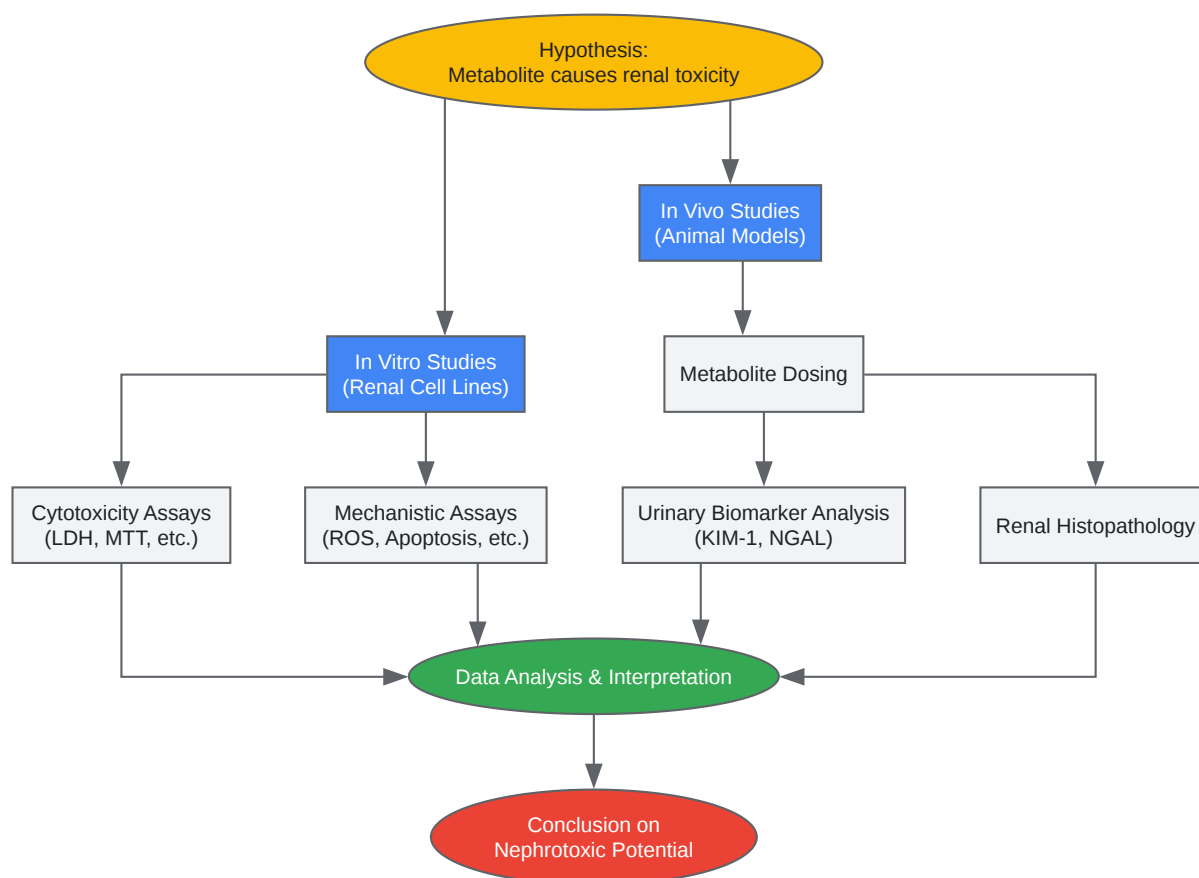 Hypothesis:
Metabolite causes renal toxicity
In Vivo Studies
(Animal Models)
In Vitro Studies
(Renal Cell Lines)
Metabolite Dosing
Cytotoxicity Assays
(LDH, MTT, etc.)
Mechanistic Assays
(ROS, Apoptosis, etc.)
Urinary Biomarker Analysis
(KIM-1, NGAL)
Renal Histopathology
Data Analysis & Interpretation
Conclusion on
Nephrotoxic Potential